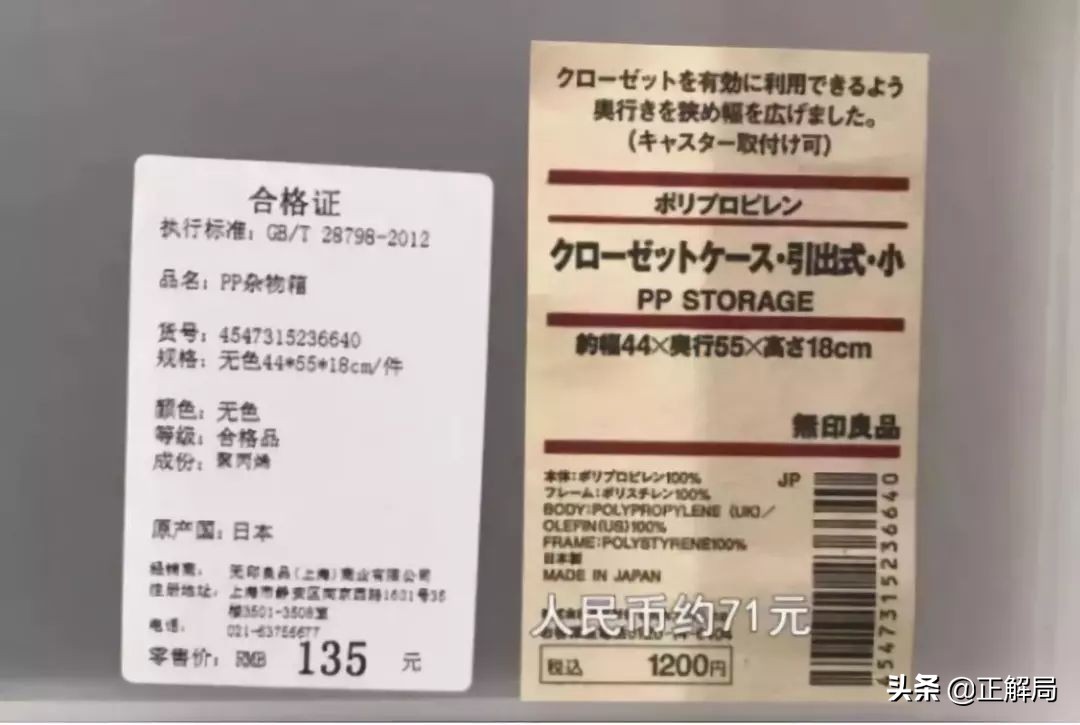 合格证
执行标准：GB/T 28798-2012
品名：PP杂物箱
货号：4547315236640
规格：无色44*55*18cm/件
颜色：无色
等级：合格品
成份：聚丙烯
原产国：日本
经销商： 无印良品(上海)商业有限公司
注册地址： 上海市静安区南京西路1601号35
楼3501-3508室
电话： 021-63755677
零售价： RMB 135 元
クローゼットを有効に利用できるよう
奥行きを狭め幅を広げました。
（キャスター取付け可）
ポリプロピレン
クローゼットケース・引出式・小
PP STORAGE
約幅44×奥行55×高さ18cm
無印良品
本体：ポリプロピレン100%
フレーム：ポリスチレン100%
BODY:POLYPROPYLENE (UK)/
OLEFIN(US)100%
FRAME:POLYSTYRENE100%
日本製
MADE IN JAPAN
JP
4547315236640
人民币约71元
税込 1200円
头条 @正解局